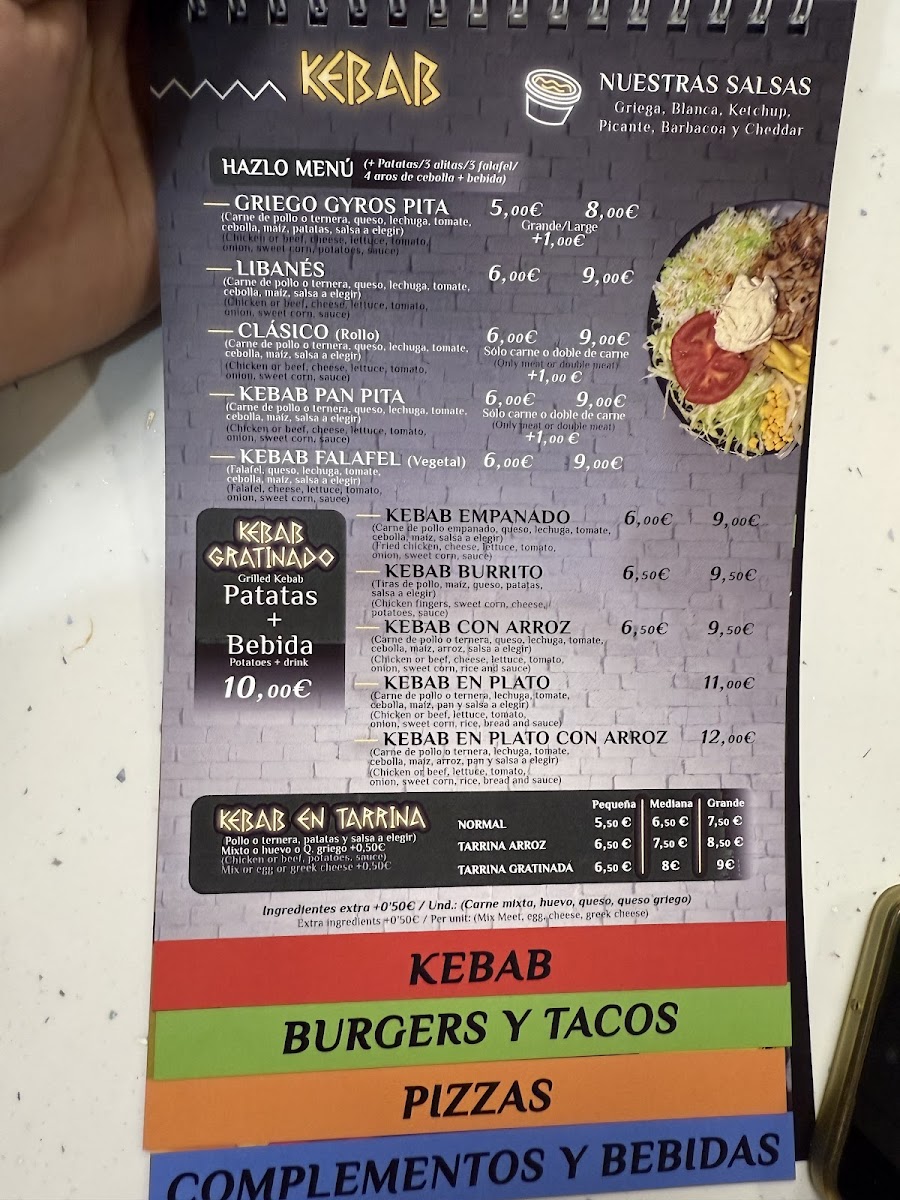 KEBAB
NUESTRAS SALSAS
Griega, Blanca, Ketchup,
Picante, Barbacoa y Cheddar
HAZLO MENÚ (+ Patatas/3 alitas/3 falafel/
4 aros de cebolla + bebida)
GRIEGO GYROS PITA 5,00€ 8,00€
(Carne de pollo o ternera, queso, lechuga, tomate,
cebolla, maíz, patatas, salsa a elegir)
(Chicken or beef, cheese, lettuce, tomato,
onion, sweet corn, potatoes, sauce)
Grande/Large
+1,00€
LIBANÉS 6,00€ 9,00€
(Carne de pollo o ternera, queso, lechuga, tomate,
cebolla, maíz, salsa a elegir)
(Chicken or beef, cheese, lettuce, tomato,
onion, sweet corn, sauce)
CLÁSICO (Rollo) 6,00€ 9,00€
(Carne de pollo o ternera, queso, lechuga, tomate,
cebolla, maíz, salsa a elegir)
(Chicken or beef, cheese, lettuce, tomato,
onion, sweet corn, sauce)
Sólo carne o doble de carne
(Only meat or double meat)
+1,00 €
KEBAB PAN PITA 6,00€ 9,00€
(Carne de pollo o ternera, queso, lechuga, tomate,
cebolla, maíz, salsa a elegir)
(Chicken or beef, cheese, lettuce, tomato,
onion, sweet corn, sauce)
Sólo carne o doble de carne
(Only meat or double meat)
+1,00 €
KEBAB FALAFEL (Vegetal) 6,00€ 9,00€
(Falafel, queso, lechuga, tomate,
cebolla, maíz, salsa a elegir)
(Falafel, cheese, lettuce, tomato,
onion, sweet corn, sauce)
KEBAB
GRATINADO
Grilled Kebab
Patatas
+
Bebida
Potatoes + drink
10,00€
KEBAB EMPANADO 6,00€ 9,00€
(Carne de pollo empanado, queso, lechuga, tomate,
cebolla, maíz, salsa a elegir)
(Fried chicken, cheese, lettuce, tomato,
onion, sweet corn, sauce)
KEBAB BURRITO 6,50€ 9,50€
(Tiras de pollo, maíz, queso, patatas,
salsa a elegir)
(Chicken fingers, sweet corn, cheese,
potatoes, sauce)
KEBAB CON ARROZ 6,50€ 9,50€
(Carne de pollo o ternera, queso, lechuga, tomate,
cebolla, maíz, arroz, salsa a elegir)
(Chicken or beef, cheese, lettuce, tomato,
onion, sweet corn, rice and sauce)
KEBAB EN PLATO 11,00€
(Carne de pollo o ternera, lechuga, tomate,
cebolla, maíz, pan y salsa a elegir)
(Chicken or beef, lettuce, tomato,
onion, sweet corn, rice, bread and sauce)
KEBAB EN PLATO CON ARROZ 12,00€
(Carne de pollo o ternera, lechuga, tomate,
cebolla, maíz, arroz, pan y salsa a elegir)
(Chicken or beef, lettuce, tomato,
onion, sweet corn, rice, bread and sauce)
KEBAB EN TARRINA
(Pollo o ternera, patatas y salsa a elegir)
Mixto o huevo o Q. griego +0,50€
(Chicken or beef, potatoes, sauce)
Mix or egg or greek cheese +0,50€
Pequeña Mediana Grande
NORMAL 5,50 € 6,50 € 7,50 €
TARRINA ARROZ 6,50 € 7,50 € 8,50 €
TARRINA GRATINADA 6,50 € 8€ 9€
Ingredientes extra +0'50€ / Und.: (Carne mixta, huevo, queso, queso griego)
Extra ingredients +0'50€ / Per unit: (Mix Meet, egg, cheese, greek cheese)
KEBAB
BURGERS Y TACOS
PIZZAS
COMPLEMENTOS Y BEBIDAS